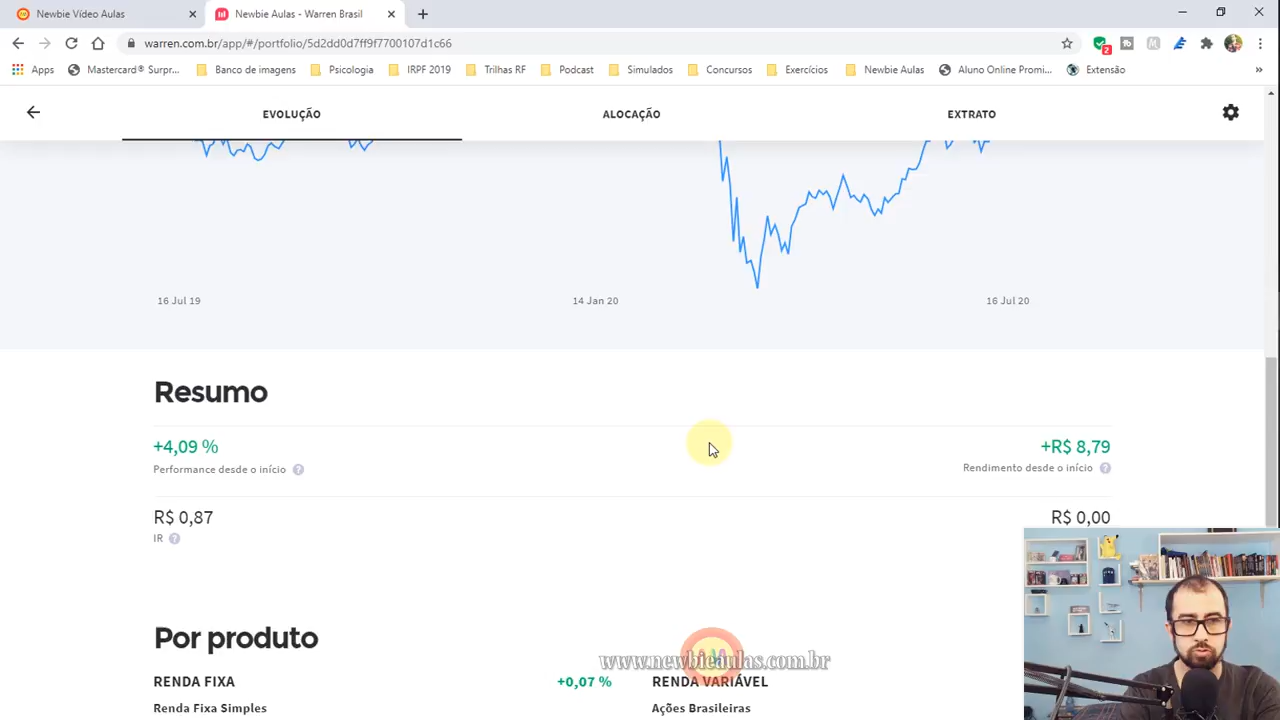 Newbie Vídeo Aulas
Newbie Aulas - Warren Brasil
warren.com.br/app/#/portfolio/5d2dd0d7ff9f7700107d1c66
2
Apps
Mastercard® Surpr...
Banco de imagens
Psicologia
IRPF 2019
Trilhas RF
Podcast
Simulados
Concursos
Exercícios
Newbie Aulas
Aluno Online Promi...
Extensão
»
EVOLUÇÃO
ALOCAÇÃO
EXTRATO
16 Jul 19
14 Jan 20
16 Jul 20
Resumo
+4,09 %
+R$ 8,79
Performance desde o início ?
Rendimento desde o início ?
R$ 0,87
R$ 0,00
IR ?
Por produto
www.newbieaulas.com.br
RENDA FIXA
+0,07 %
RENDA VARIÁVEL
Renda Fixa Simples
Ações Brasileiras